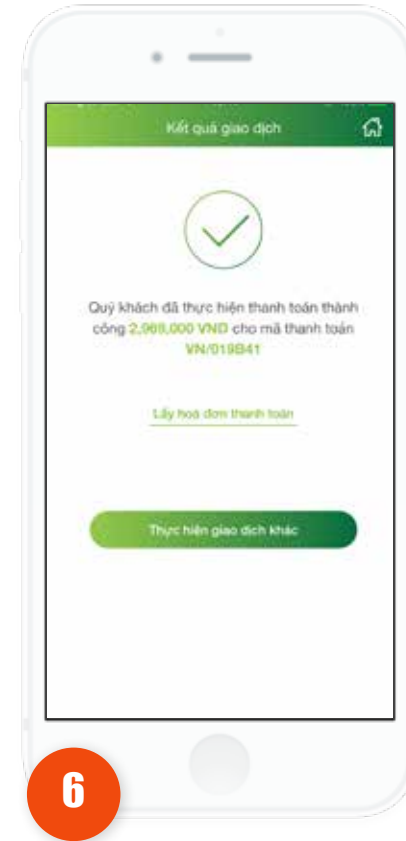 Kết quả giao dịch
Quý khách đã thực hiện thanh toán thành
công 2,969,000 VND cho mã thanh toán
VN/019B41
Lấy hoá đơn thanh toán
Thực hiện giao dịch khác
6